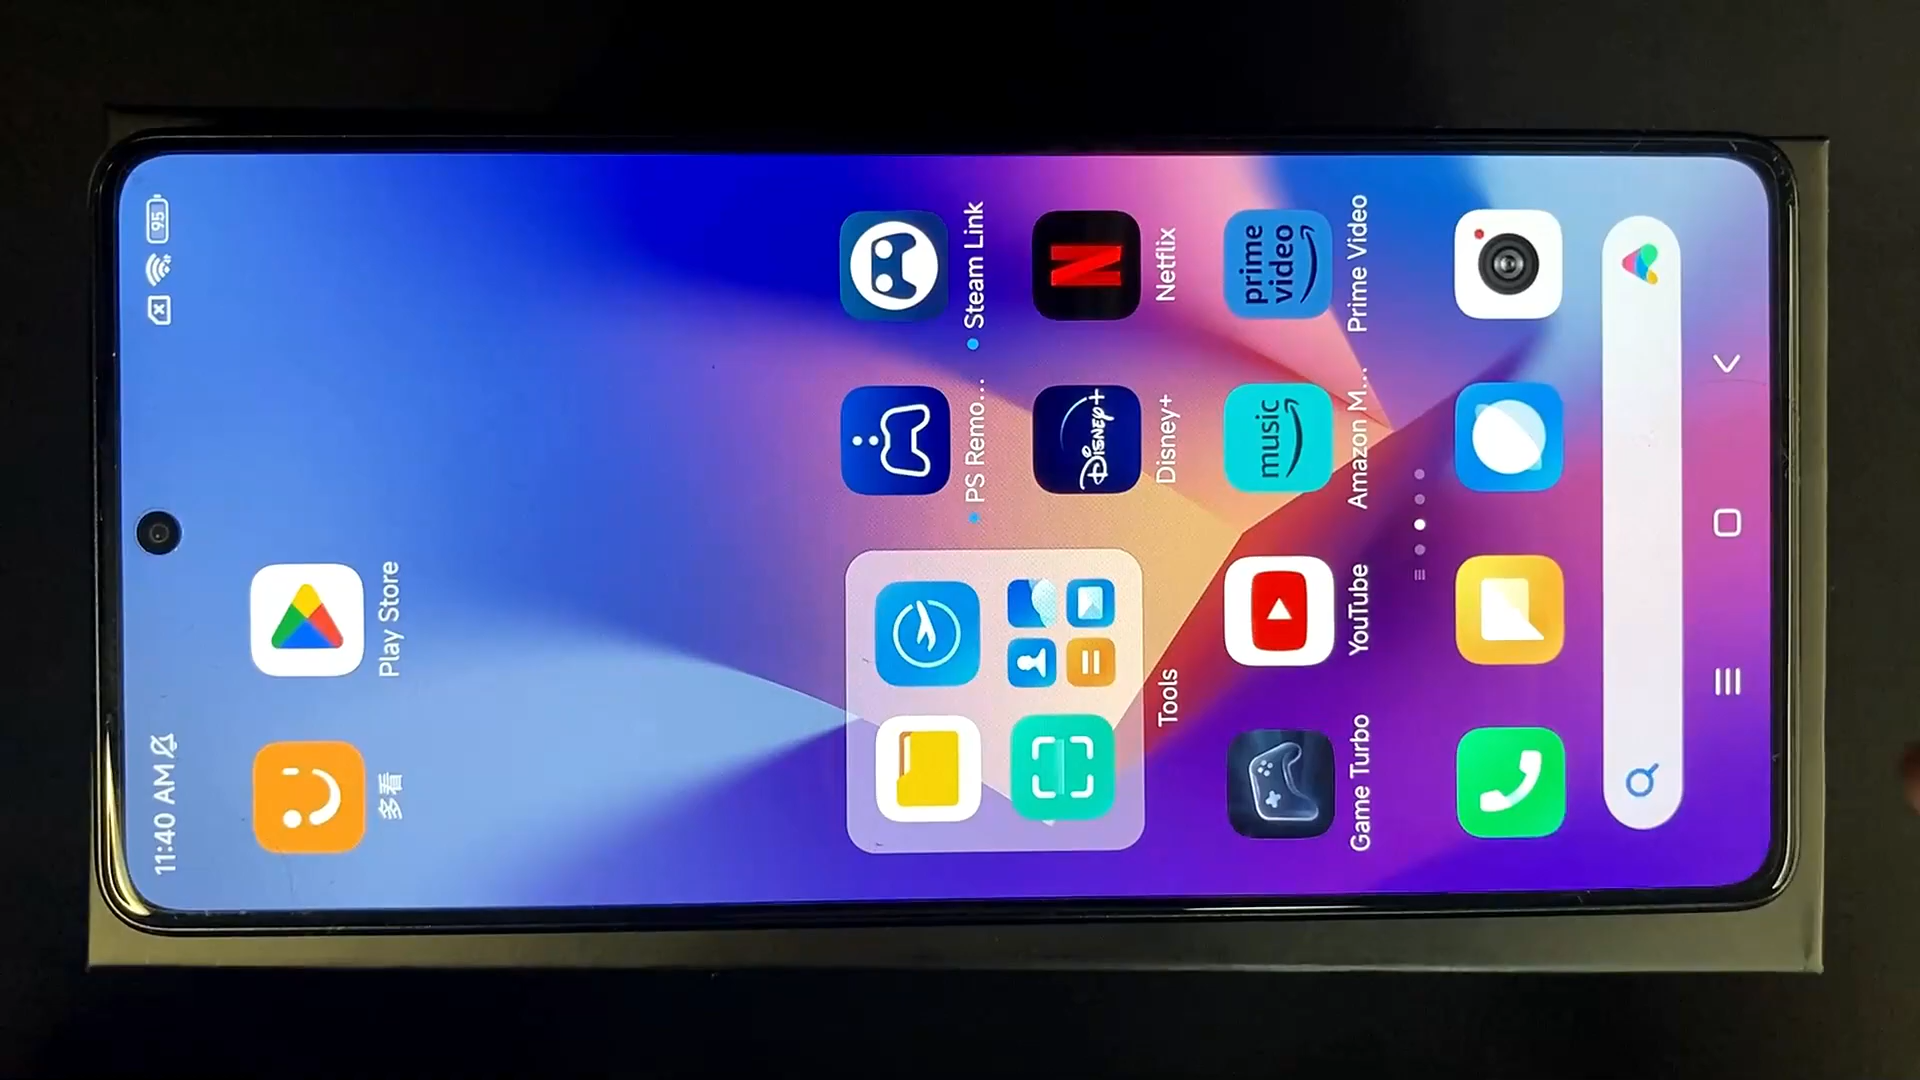 11:40 AM
95
多看
Play Store
PS Remo...
Steam Link
Tools
Disney+
Disney+
N
Netflix
Game Turbo
YouTube
music
Amazon M...
prime
video
Prime Video